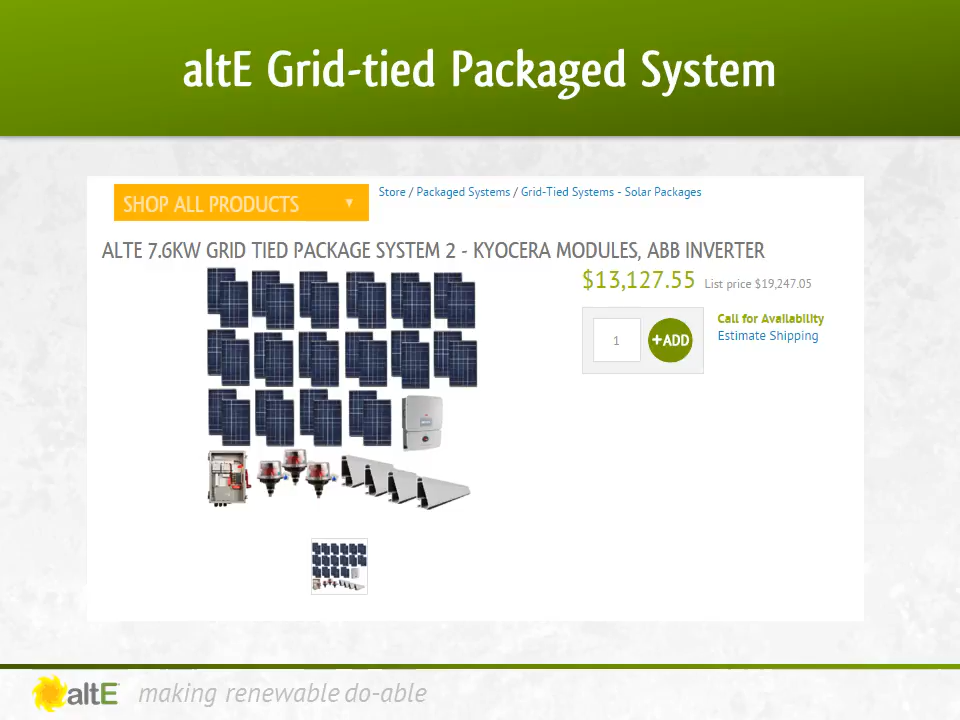 altE Grid-tied Packaged System
SHOP ALL PRODUCTS ▼
Store / Packaged Systems / Grid-Tied Systems - Solar Packages
ALTE 7.6KW GRID TIED PACKAGE SYSTEM 2 - KYOCERA MODULES, ABB INVERTER
$13,127.55 List price $19,247.05
1 +ADD
Call for Availability
Estimate Shipping
altE making renewable do-able